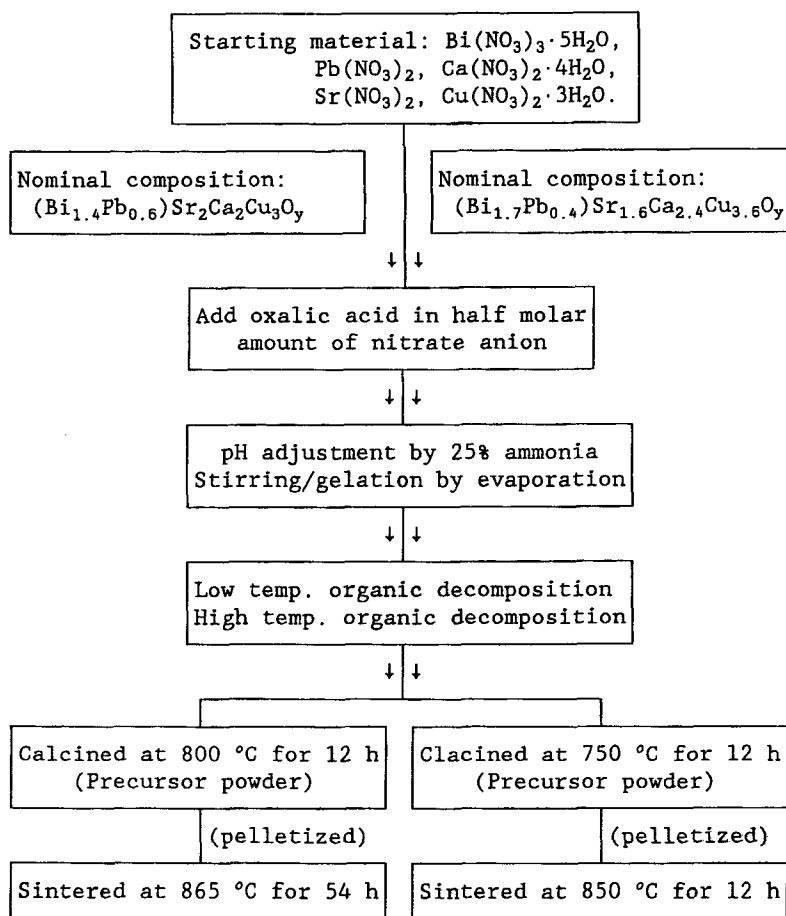 Starting material: Bi(NO₃)₃·5H₂O,
Pb(NO₃)₂, Ca(NO₃)₂·4H₂O,
Sr(NO₃)₂, Cu(NO₃)₂·3H₂O.
Nominal composition:
(Bi₁.₄Pb₀.₆)Sr₂Ca₂Cu₃Oy
Nominal composition:
(Bi₁.₇Pb₀.₄)Sr₁.₆Ca₂.₄Cu₃.₆Oy
↓ ↓
Add oxalic acid in half molar
amount of nitrate anion
↓ ↓
pH adjustment by 25% ammonia
Stirring/gelation by evaporation
↓ ↓
Low temp. organic decomposition
High temp. organic decomposition
↓ ↓
Calcined at 800 °C for 12 h
(Precursor powder)
Clacined at 750 °C for 12 h
(Precursor powder)
(pelletized)
(pelletized)
Sintered at 865 °C for 54 h
Sintered at 850 °C for 12 h